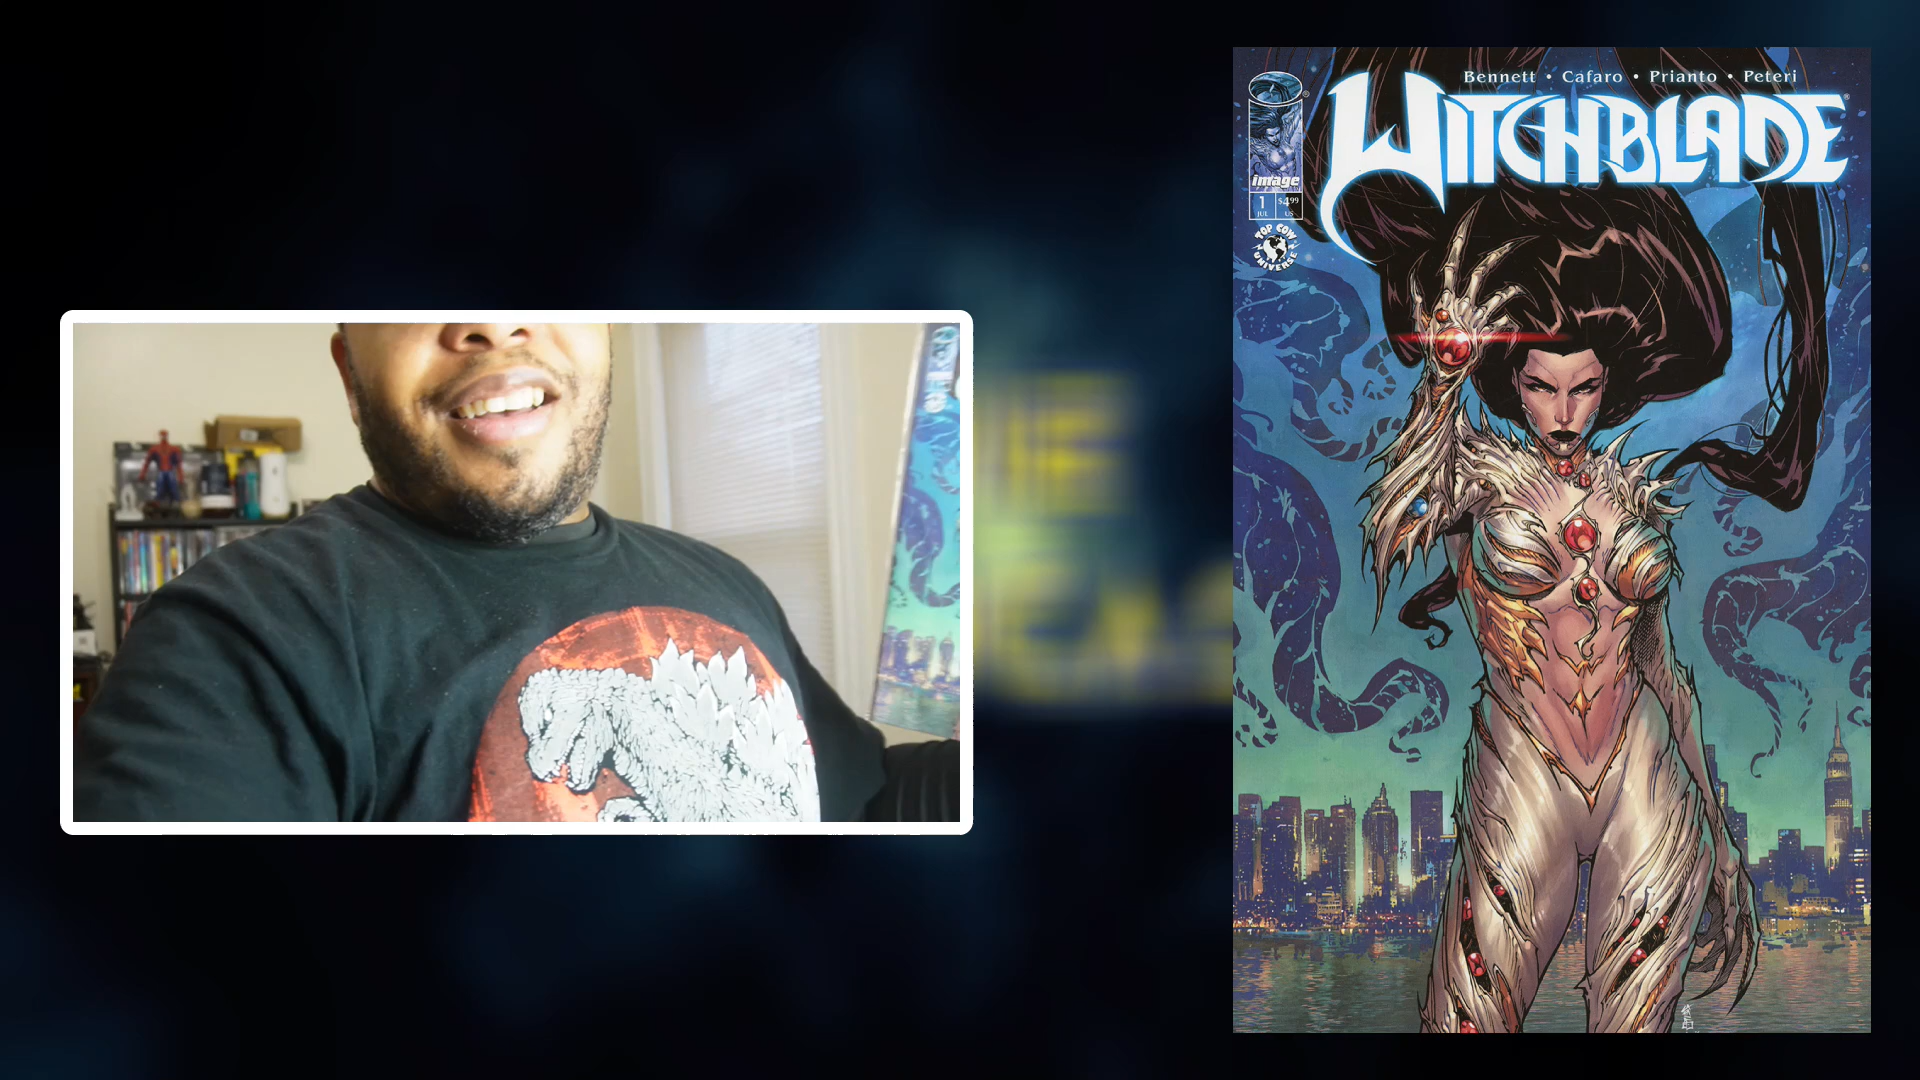 Bennett • Cafaro • Prianto • Peteri
WITCHBLADE
image
1 $4.99
JUL US
TOP COW
UNIVERSE